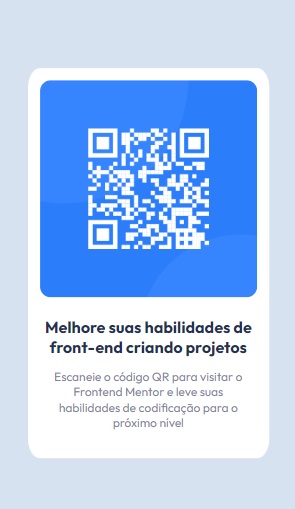 Melhore suas habilidades de
front-end criando projetos
Escaneie o código QR para visitar o
Frontend Mentor e leve suas
habilidades de codificação para o
próximo nível